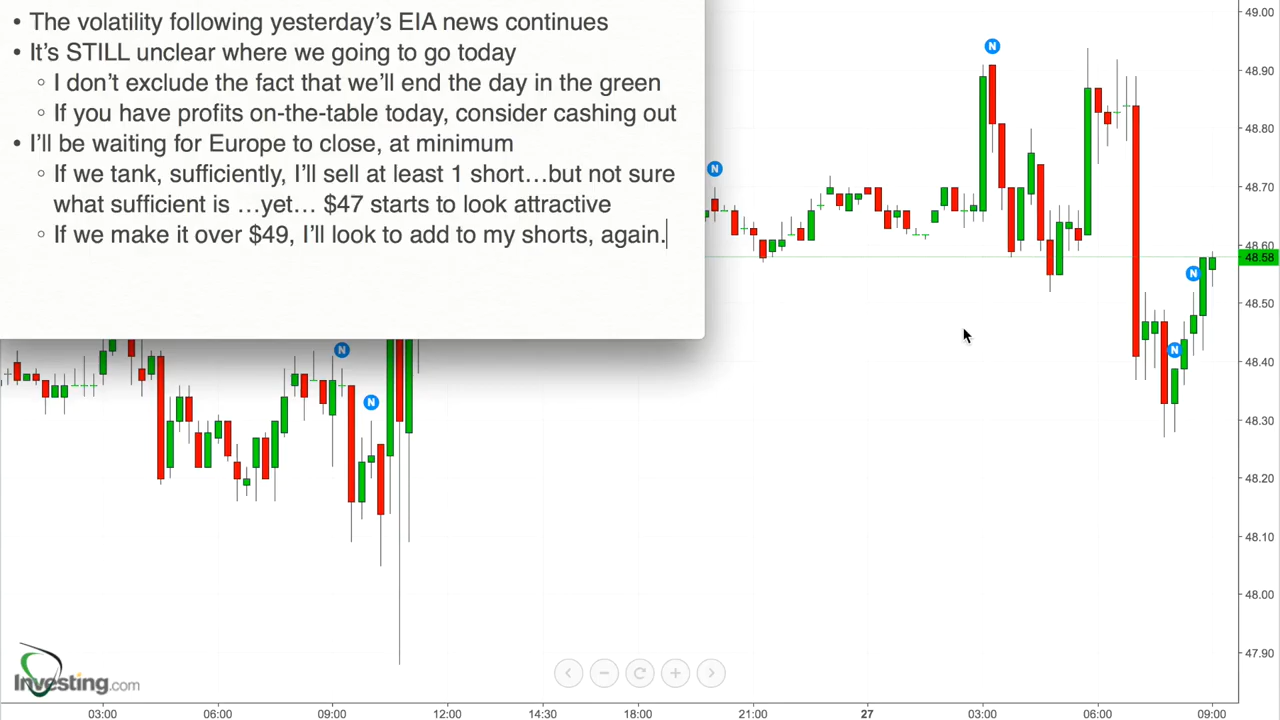 • The volatility following yesterday’s EIA news continues
• It’s STILL unclear where we going to go today
◦ I don’t exclude the fact that we’ll end the day in the green
◦ If you have profits on-the-table today, consider cashing out
• I’ll be waiting for Europe to close, at minimum
◦ If we tank, sufficiently, I’ll sell at least 1 short…but not sure
what sufficient is …yet… $47 starts to look attractive
◦ If we make it over $49, I’ll look to add to my shorts, again.
N
N
N
N
N
N
49.00
48.90
48.80
48.70
48.60
48.58
48.50
48.40
48.30
48.20
48.10
48.00
47.90
Investing.com
03:00 06:00 09:00 12:00 14:30 18:00 21:00 27 03:00 06:00 09:00